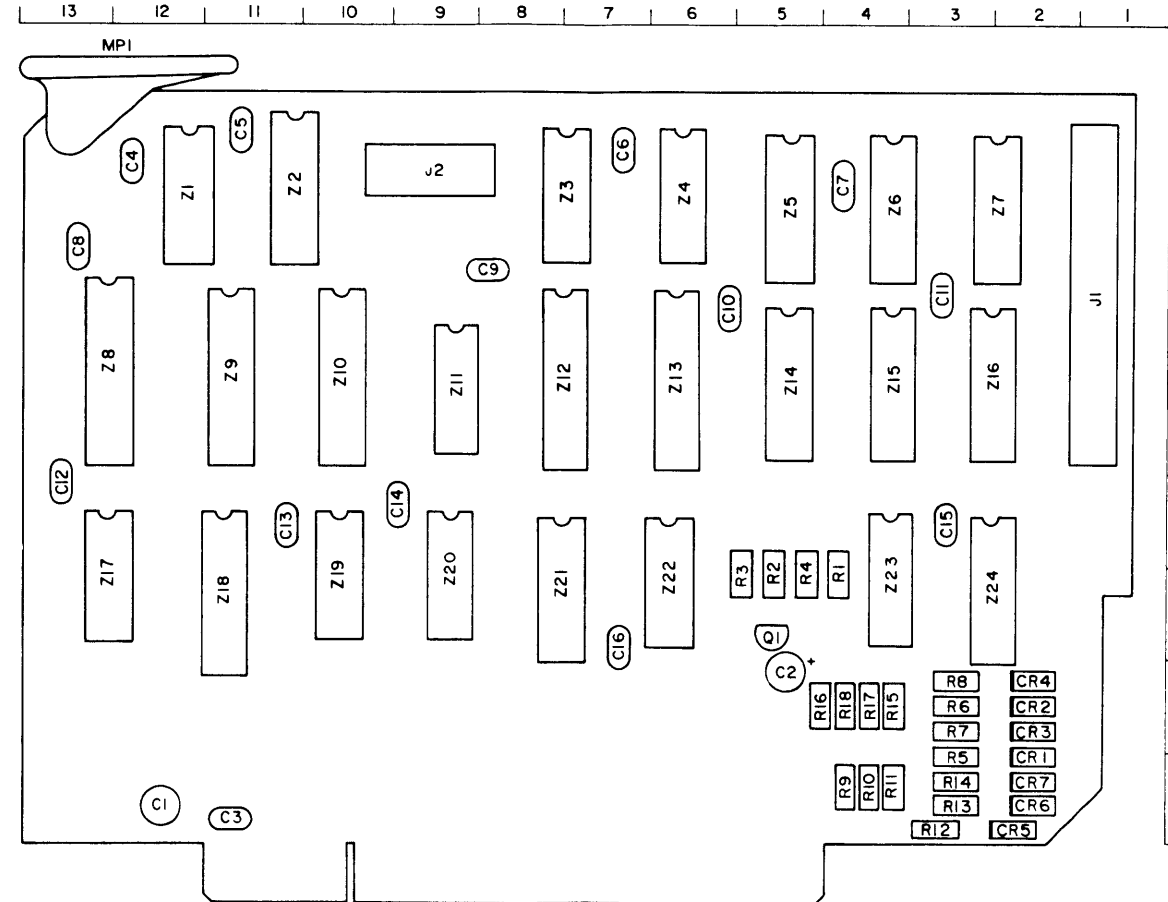 13 12 11 10 9 8 7 6 5 4 3 2 1
MP1
C4 Z1 C5 Z2 J2 Z3 C6 Z4 Z5 C7 Z6 Z7
C8 C9 C10 C11 J1
Z8 Z9 Z10 Z11 Z12 Z13 Z14 Z15 Z16
C12 C13 C14 C15
Z17 Z18 Z19 Z20 Z21 Z22 R3 R2 R4 R1 Z23 Z24
C16 Q1
C2 +
R8 CR4
R16 R18 R17 R15 R6 CR2
R7 CR3
R5 CR1
R9 R10 R11 R14 CR7
C1 C3 R13 CR6
R12 CR5